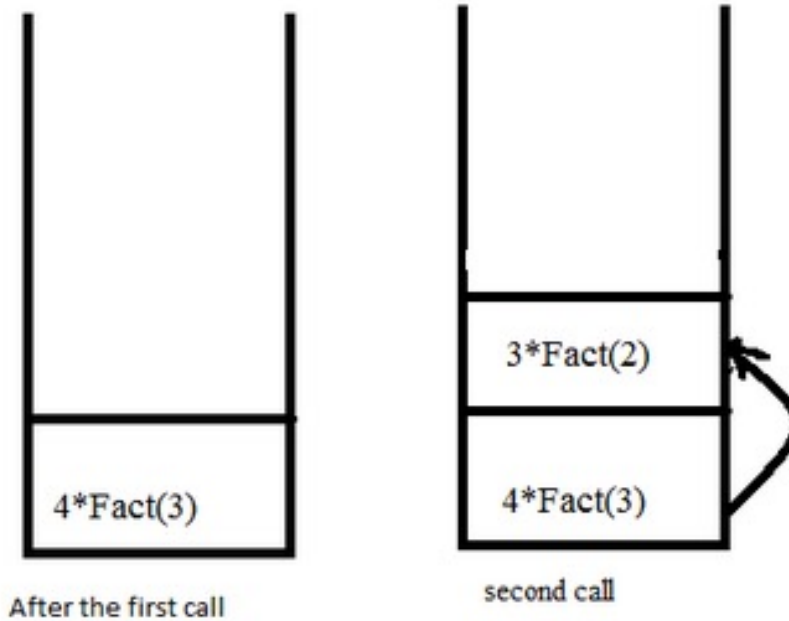 4*Fact(3)
After the first call
3*Fact(2)
4*Fact(3)
second call